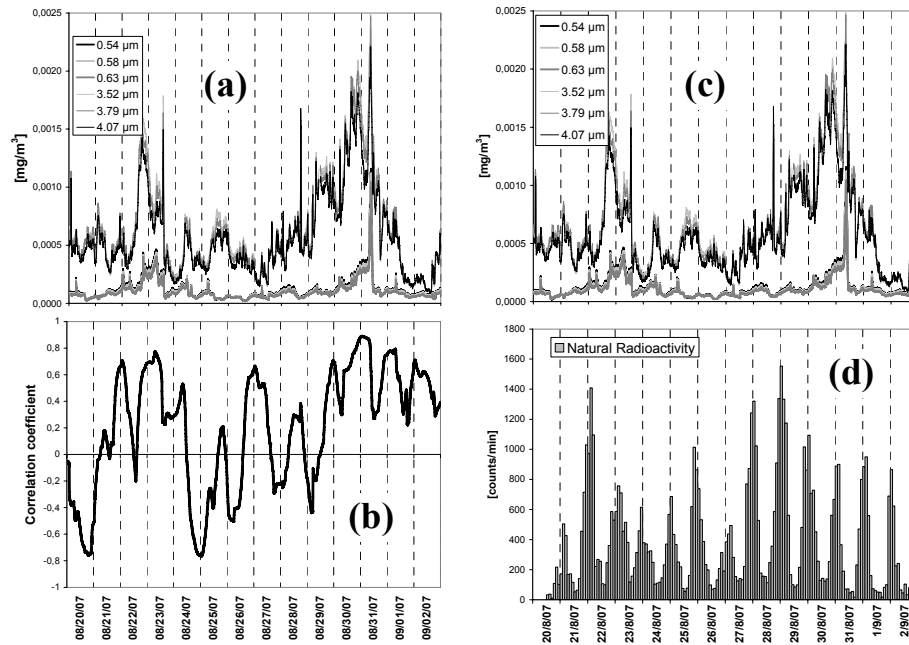 0,0025
0,0020
0,0015
0,0010
0,0005
0,0000
[mg/m³]
0.54 µm
0.58 µm
0.63 µm
3.52 µm
3.79 µm
4.07 µm
(a)
1
0,8
0,6
0,4
0,2
0
-0,2
-0,4
-0,6
-0,8
-1
Correlation coefficient
(b)
08/20/07
08/21/07
08/22/07
08/23/07
08/24/07
08/25/07
08/26/07
08/27/07
08/28/07
08/29/07
08/30/07
08/31/07
09/01/07
09/02/07
0,0025
0,0020
0,0015
0,0010
0,0005
0,0000
[mg/m³]
0.54 µm
0.58 µm
0.63 µm
3.52 µm
3.79 µm
4.07 µm
(c)
1800
1600
1400
1200
1000
800
600
400
200
0
[counts/min]
Natural Radioactivity
(d)
20/8/07
21/8/07
22/8/07
23/8/07
24/8/07
25/8/07
26/8/07
27/8/07
28/8/07
29/8/07
30/8/07
31/8/07
1/9/07
2/9/07